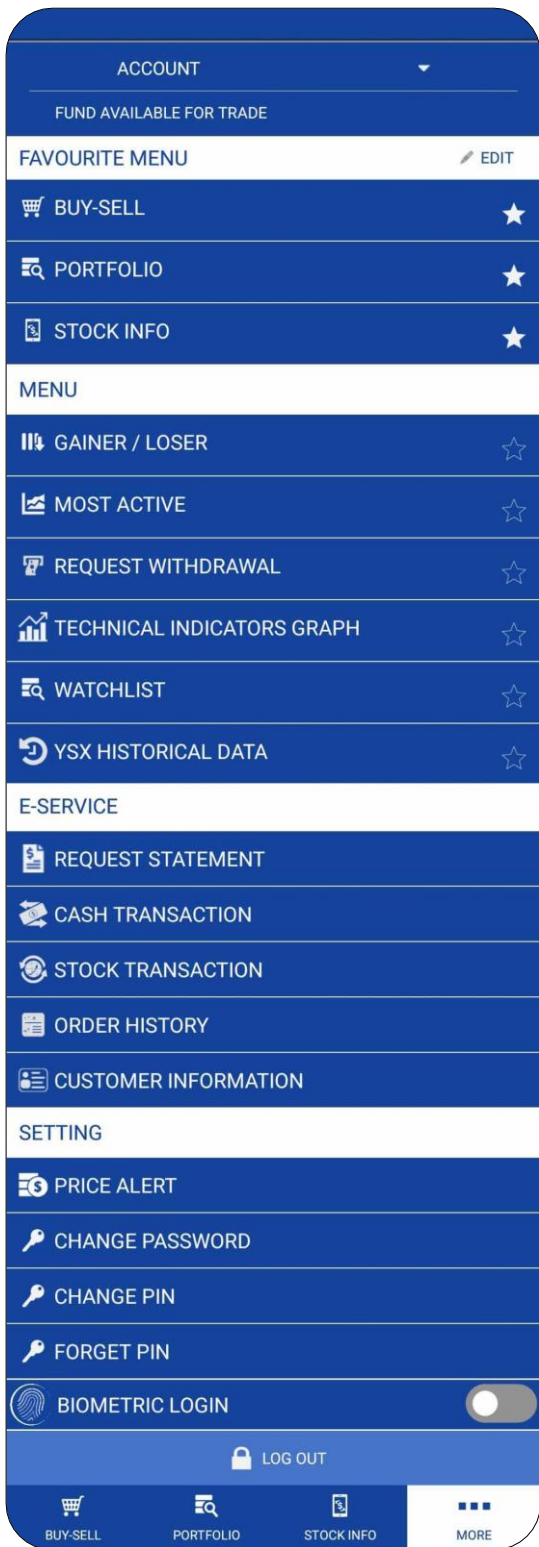 ACCOUNT
FUND AVAILABLE FOR TRADE
FAVOURITE MENU EDIT
BUY-SELL
PORTFOLIO
STOCK INFO
MENU
GAINER / LOSER
MOST ACTIVE
REQUEST WITHDRAWAL
TECHNICAL INDICATORS GRAPH
WATCHLIST
YSX HISTORICAL DATA
E-SERVICE
REQUEST STATEMENT
CASH TRANSACTION
STOCK TRANSACTION
ORDER HISTORY
CUSTOMER INFORMATION
SETTING
PRICE ALERT
CHANGE PASSWORD
CHANGE PIN
FORGET PIN
BIOMETRIC LOGIN
LOG OUT
BUY-SELL PORTFOLIO STOCK INFO MORE